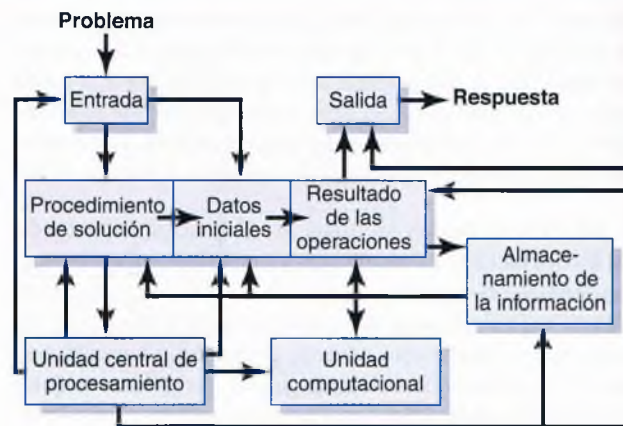 Problema
Entrada
Salida
Respuesta
Procedimiento
de solución
Datos
iniciales
Resultado
de las
operaciones
Almace-
namiento de
la información
Unidad central de
procesamiento
Unidad
computacional